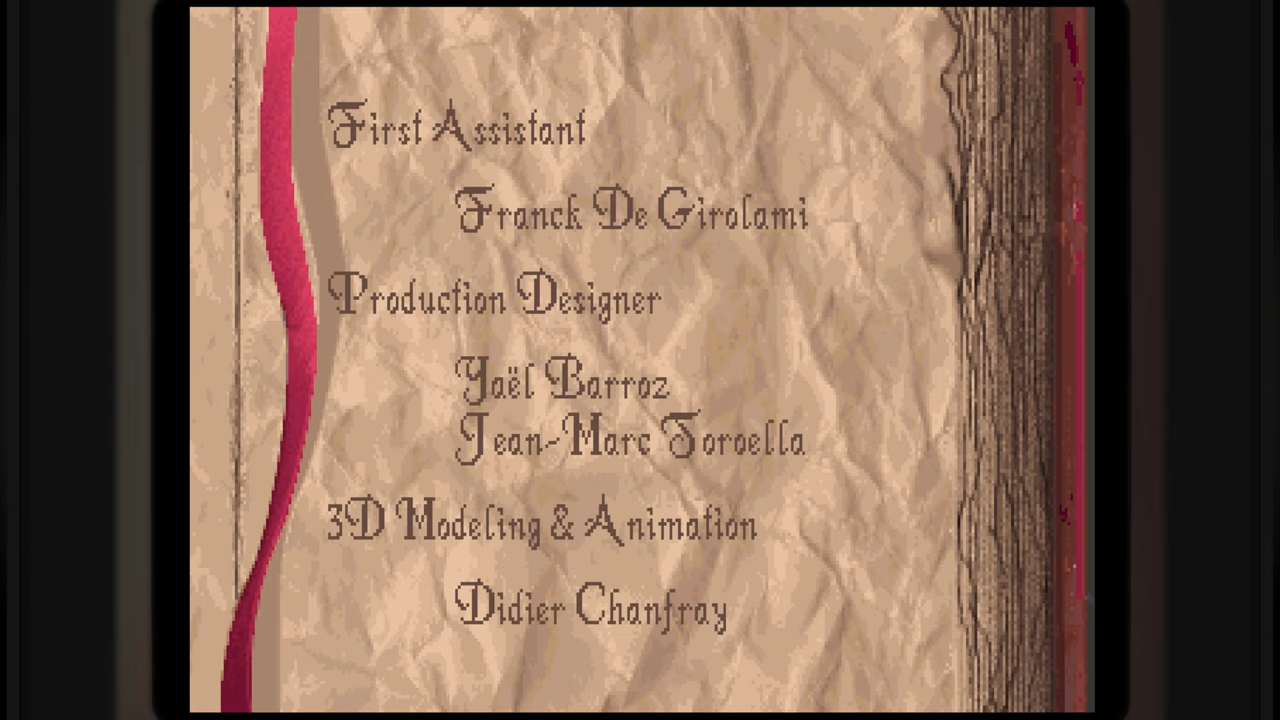 First Assistant
Franck De Girolami
Production Designer
Yaël Barroz
Jean-Marc Toroella
3D Modeling & Animation
Didier Chanfray